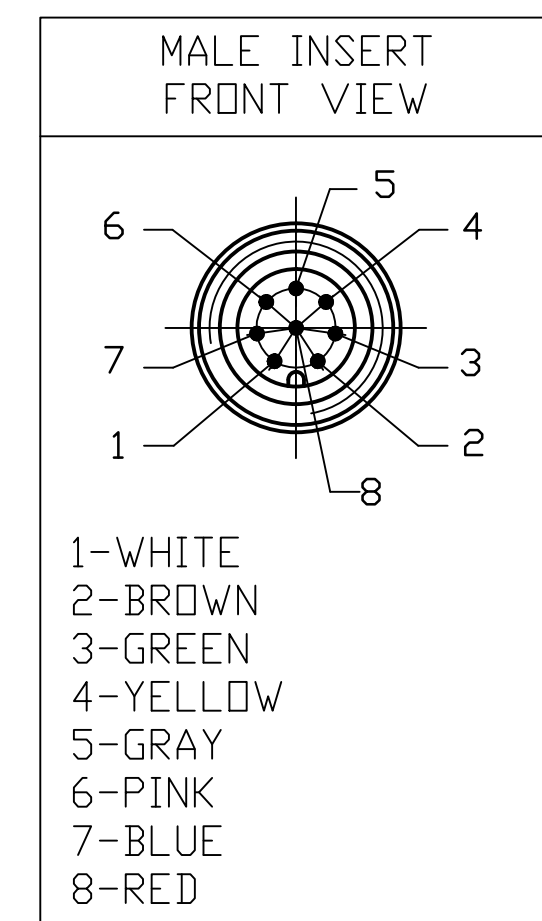 MALE INSERT
FRONT VIEW
5
6
4
7
3
1
2
8
1-WHITE
2-BROWN
3-GREEN
4-YELLOW
5-GRAY
6-PINK
7-BLUE
8-RED